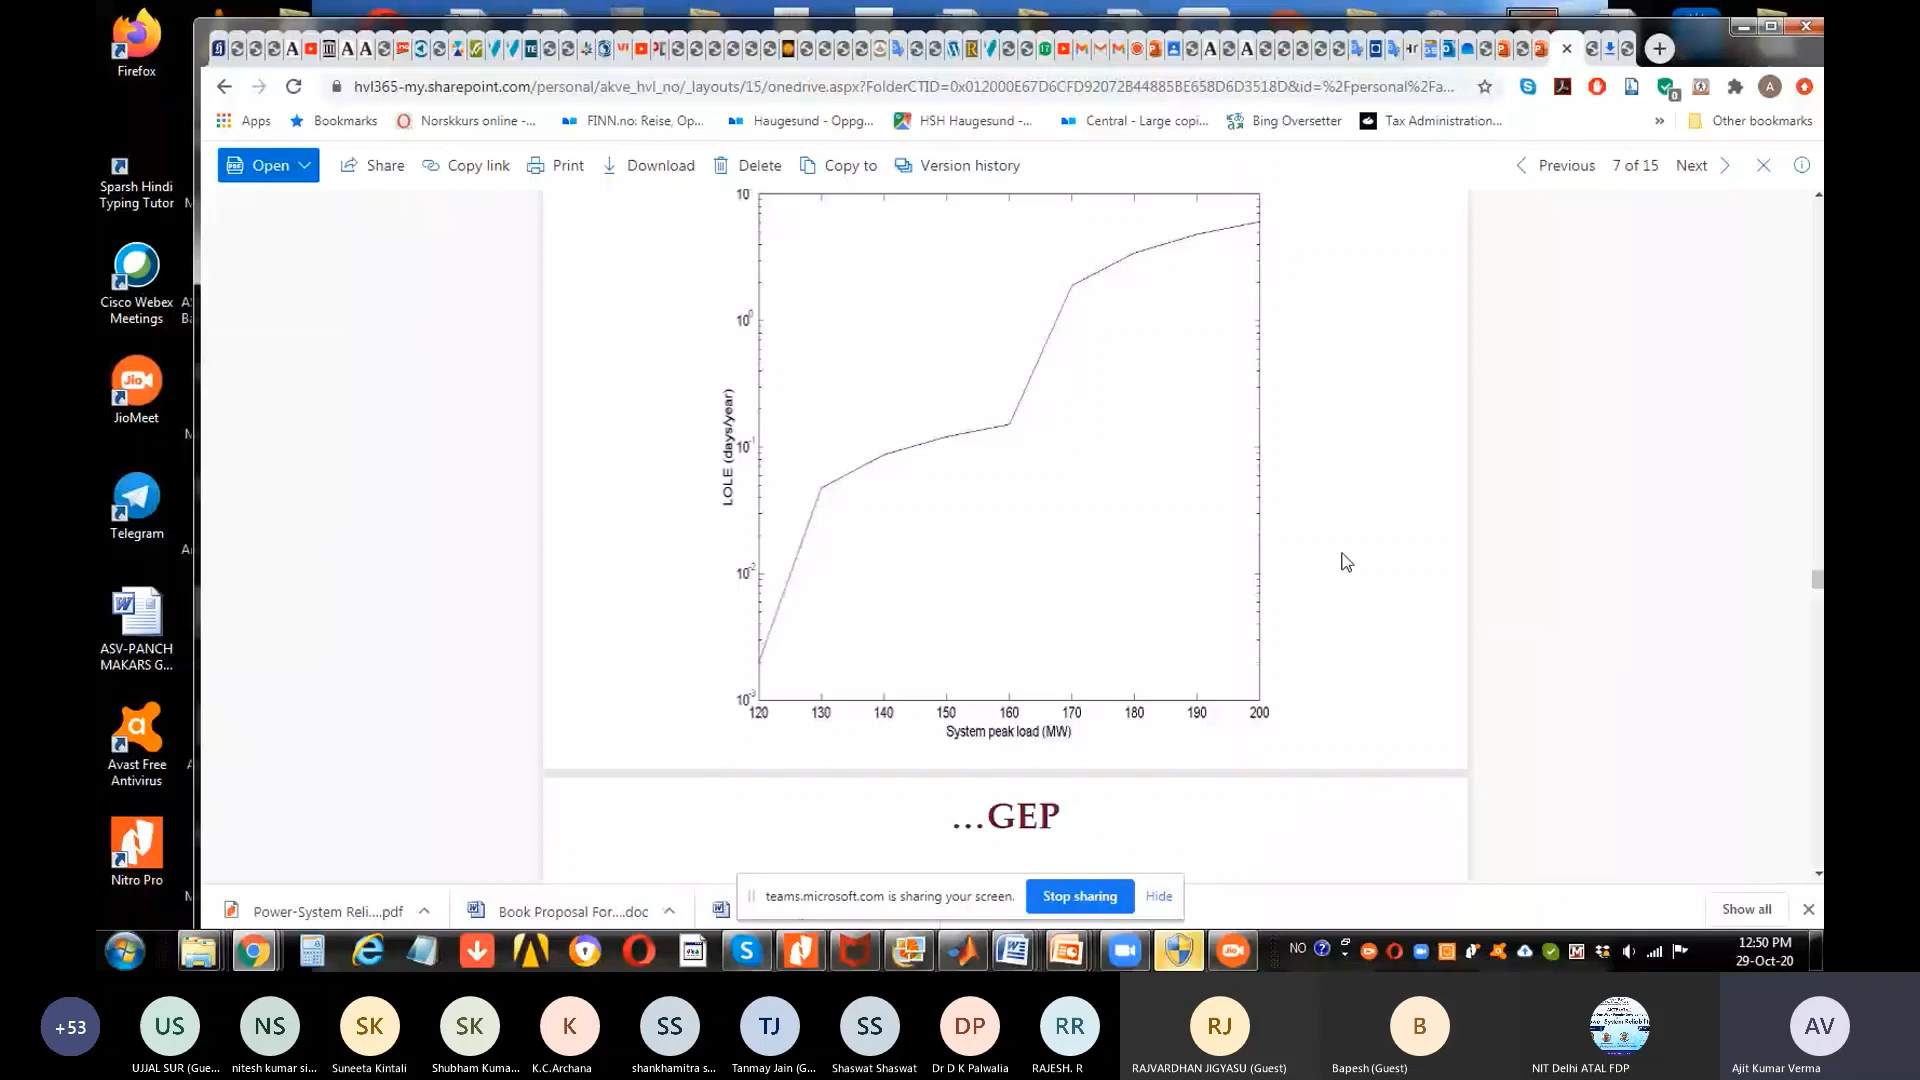 Firefox
Sparsh Hindi
Typing Tutor
Cisco Webex
Meetings
JioMeet
Telegram
ASV-PANCH
MAKARS G...
Avast Free
Antivirus
Nitro Pro
hvl365-my.sharepoint.com/personal/akve_hvl_no/_layouts/15/onedrive.aspx?FolderCTID=0x012000E67D6CFD92072B44885BE658D6D3518D&id=%2Fpersonal%2Fa...
Apps
Bookmarks
Norskkurs online -...
FINN.no: Reise, Op...
Haugesund - Oppg...
HSH Haugesund -...
Central - Large copi...
Bing Oversetter
Tax Administration...
»
Other bookmarks
Open
Share
Copy link
Print
Download
Delete
Copy to
Version history
Previous
7 of 15
Next
10
10⁰
10⁻¹
10⁻²
10⁻³
LOLE (days/year)
120 130 140 150 160 170 180 190 200
System peak load (MW)
...GEP
teams.microsoft.com is sharing your screen.
Stop sharing
Hide
Power-System Reli....pdf
Book Proposal For....doc
Show all
NO
12:50 PM
29-Oct-20
+53
US
NS
SK
SK
K
SS
TJ
SS
DP
RR
RJ
B
AV
UJJAL SUR (Gue...
nitesh kumar si...
Suneeta Kintali
Shubham Kuma...
K.C.Archana
shankhamitra s...
Tanmay Jain (G...
Shaswat Shaswat
Dr D K Palwalia
RAJESH. R
RAJVARDHAN JIGYASU (Guest)
Bapesh (Guest)
NIT Delhi ATAL FDP
Ajit Kumar Verma